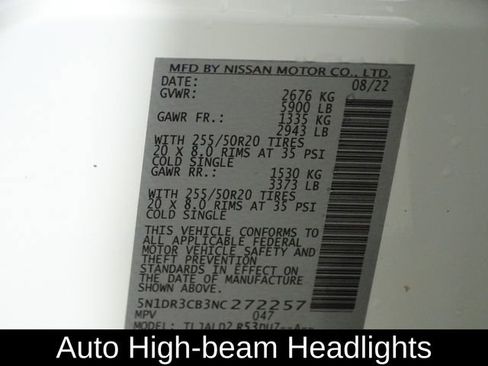 MFD BY NISSAN MOTOR CO., LTD.
DATE: 08/22
GVWR: 2676 KG
5900 LB
GAWR FR.: 1335 KG
2943 LB
WITH 255/50R20 TIRES
20 X 8.0 RIMS AT 35 PSI
COLD SINGLE
GAWR RR.: 1530 KG
3373 LB
WITH 255/50R20 TIRES
20 X 8.0 RIMS AT 35 PSI
COLD SINGLE
THIS VEHICLE CONFORMS TO
ALL APPLICABLE FEDERAL
MOTOR VEHICLE SAFETY AND
THEFT PREVENTION
STANDARDS IN EFFECT ON
THE DATE OF MANUFACTURE
SHOWN ABOVE.
5N1DR3CB3NC272257
MPV 047
MODEL:
Auto High-beam Headlights